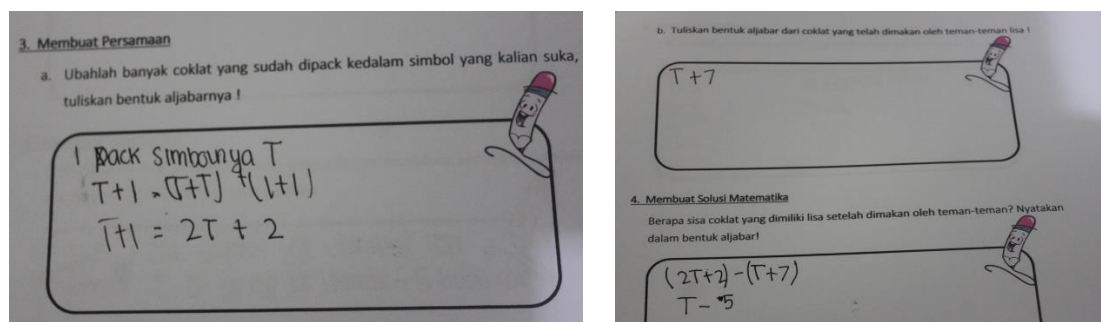 3. Membuat Persamaan
a. Ubahlah banyak coklat yang sudah dipack kedalam simbol yang kalian suka,
tuliskan bentuk aljabarnya !
1 pack simbolnya T
T+1 = (T+T) + (1+1)
T+1 = 2T + 2
b. Tuliskan bentuk aljabar dari coklat yang telah dimakan oleh teman-teman lisa !
T+7
4. Membuat Solusi Matematika
Berapa sisa coklat yang dimiliki lisa setelah dimakan oleh teman-teman? Nyatakan
dalam bentuk aljabar!
(2T+2)-(T+7)
T-5